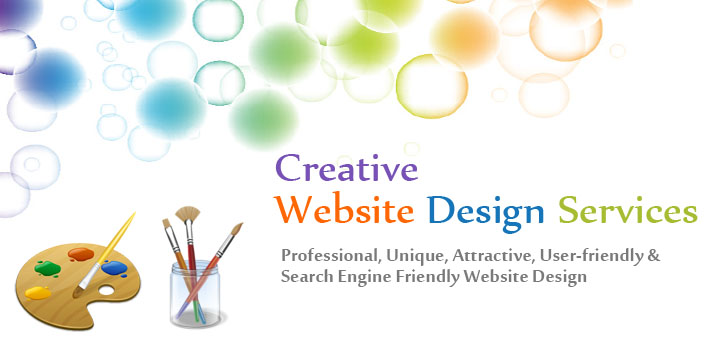 Creative
Website Design Services
Professional, Unique, Attractive, User-friendly &
Search Engine Friendly Website Design